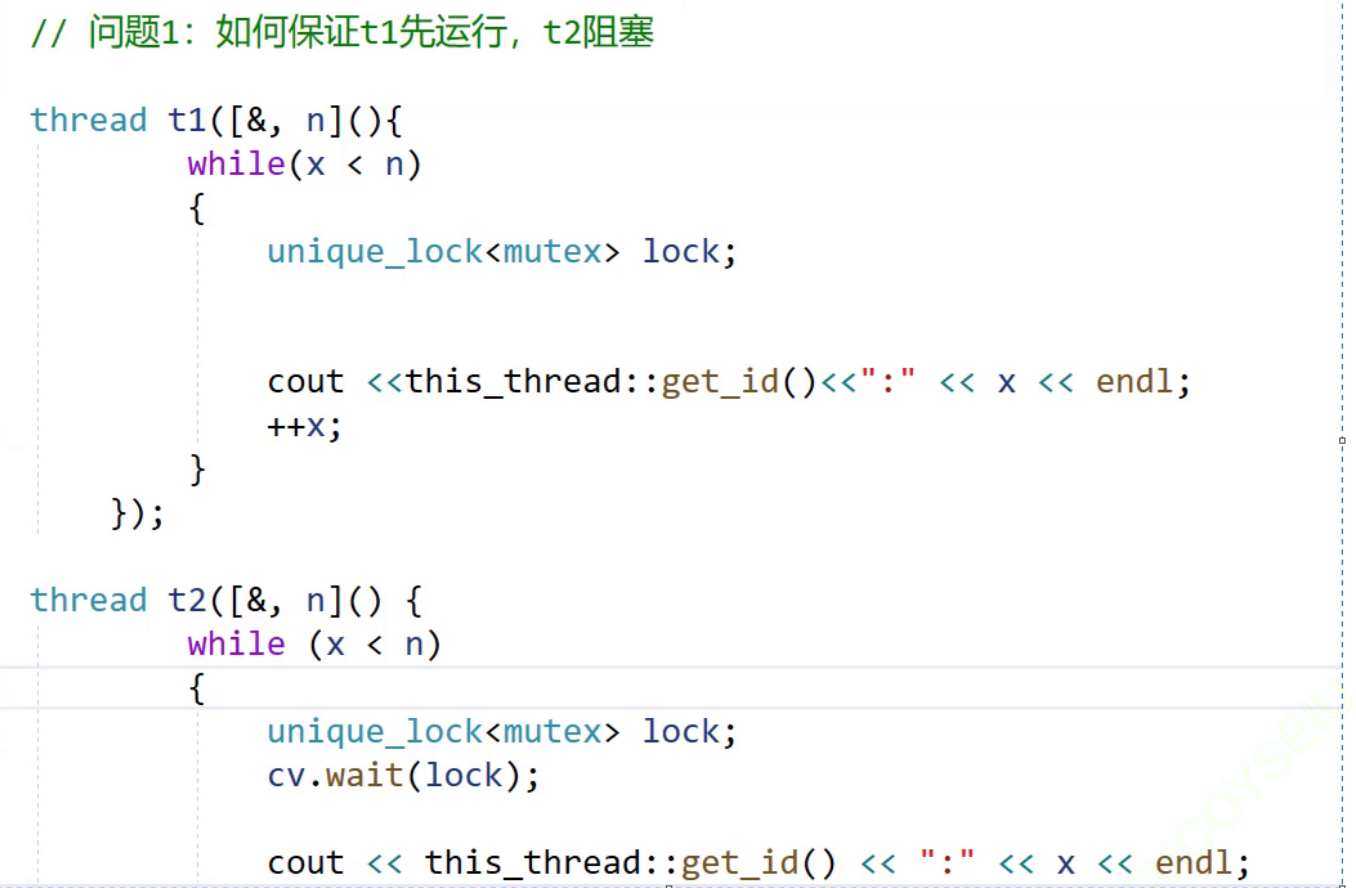 // 问题1：如何保证t1先运行，t2阻塞
thread t1([&, n](){
while(x < n)
{
unique_lock<mutex> lock;
cout <<this_thread::get_id()<<":" << x << endl;
++x;
}
});
thread t2([&, n]() {
while (x < n)
{
unique_lock<mutex> lock;
cv.wait(lock);
cout << this_thread::get_id() << ":" << x << endl;